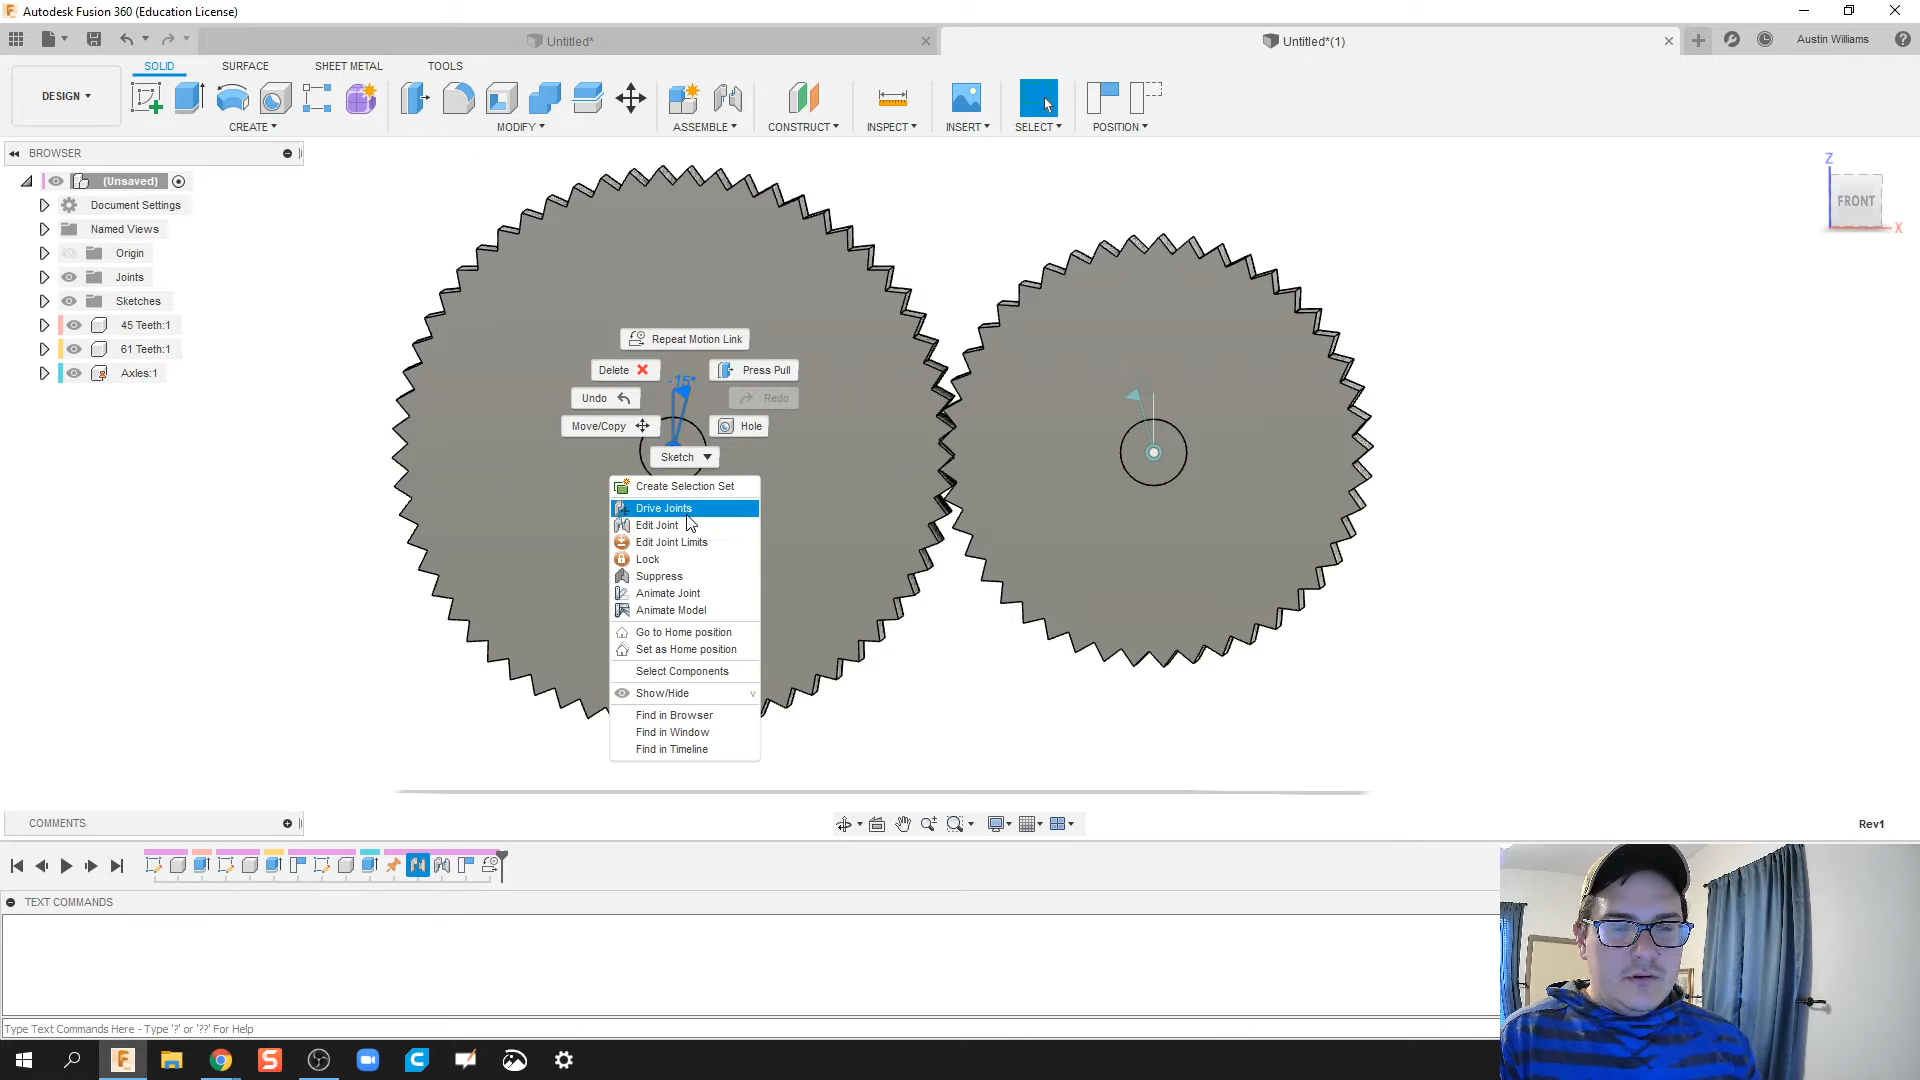 Autodesk Fusion 360 (Education License)
Untitled*
Untitled*(1)
Austin Williams
DESIGN
SOLID
SURFACE
SHEET METAL
TOOLS
CREATE
MODIFY
ASSEMBLE
CONSTRUCT
INSPECT
INSERT
SELECT
POSITION
BROWSER
(Unsaved)
Document Settings
Named Views
Origin
Joints
Sketches
45 Teeth:1
61 Teeth:1
Axles:1
Z
FRONT
X
Repeat Motion Link
Delete
-15°
Press Pull
Undo
Redo
Move/Copy
Hole
Sketch
Create Selection Set
Drive Joints
Edit Joint
Edit Joint Limits
Lock
Suppress
Animate Joint
Animate Model
Go to Home position
Set as Home position
Select Components
Show/Hide v
Find in Browser
Find in Window
Find in Timeline
COMMENTS
Rev1
TEXT COMMANDS
Type Text Commands Here - Type '?' or '??' For Help